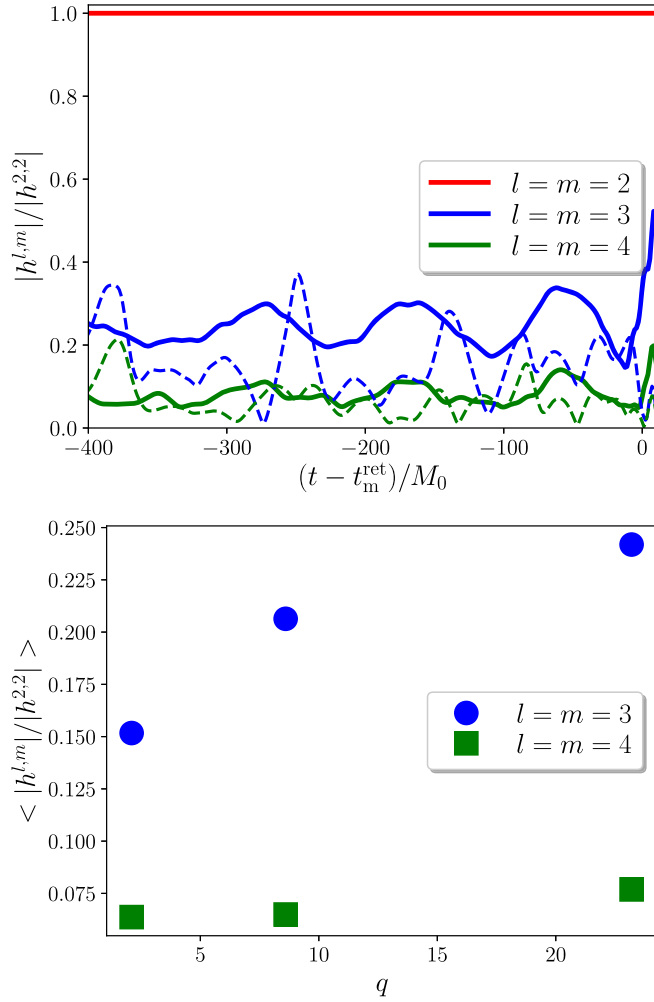 1.0
0.8
0.6
0.4
0.2
0.0
|h^{l,m}|/|h^{2,2}|
l = m = 2
l = m = 3
l = m = 4
−400 −300 −200 −100 0
(t − t_m^ret)/M_0
0.250
0.225
0.200
0.175
0.150
0.125
0.100
0.075
< |h^{l,m}|/|h^{2,2}| >
l = m = 3
l = m = 4
5 10 15 20
q